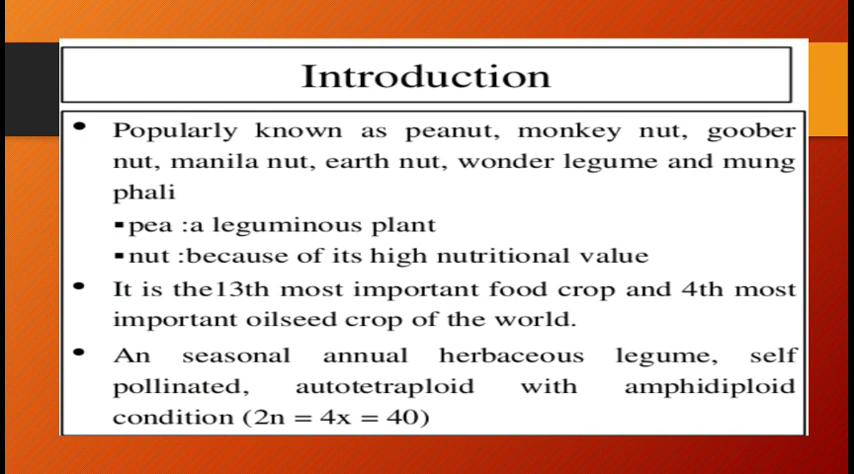 Introduction
• Popularly known as peanut, monkey nut, goober
nut, manila nut, earth nut, wonder legume and mung
phali
▪pea :a leguminous plant
▪nut :because of its high nutritional value
• It is the13th most important food crop and 4th most
important oilseed crop of the world.
• An seasonal annual herbaceous legume, self
pollinated, autotetraploid with amphidiploid
condition (2n = 4x = 40)